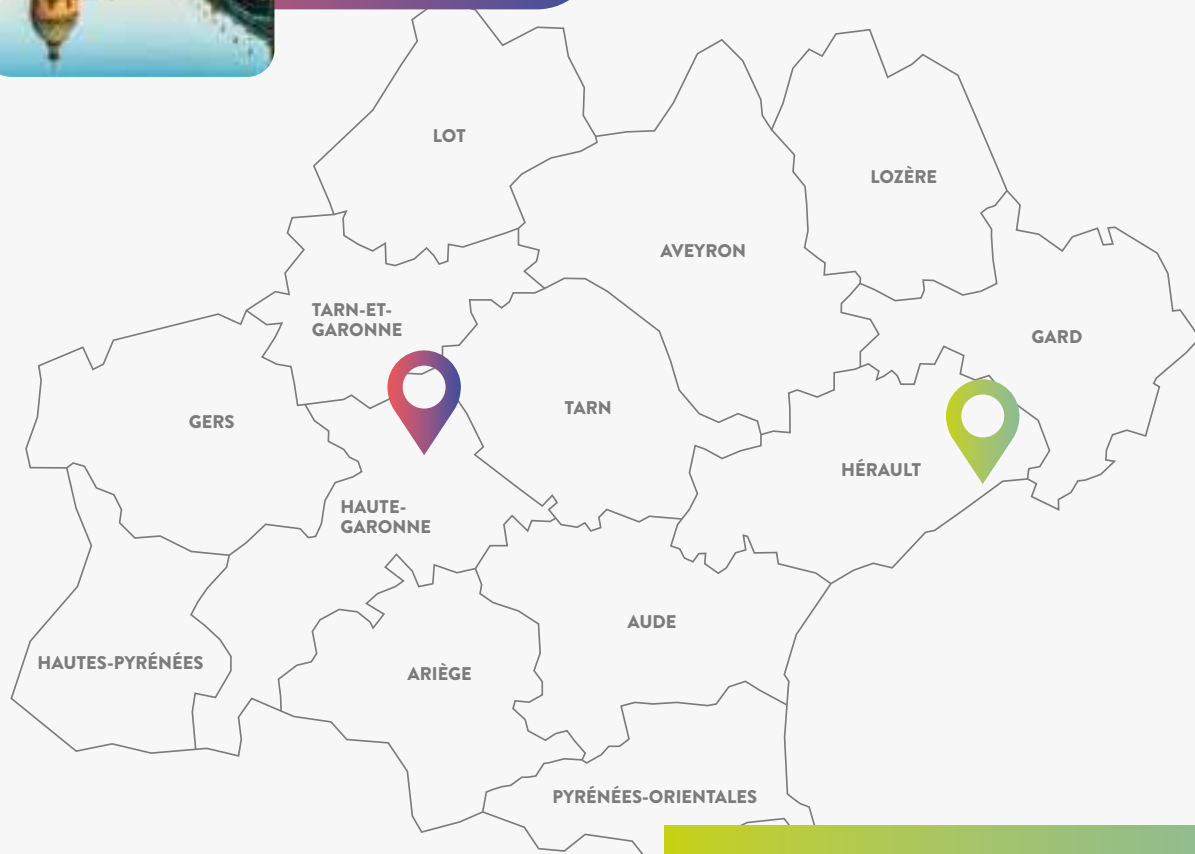 LOT
LOZÈRE
AVEYRON
TARN-ET-
GARONNE
GARD
TARN
GERS
HÉRAULT
HAUTE-
GARONNE
AUDE
HAUTES-PYRÉNÉES
ARIÈGE
PYRÉNÉES-ORIENTALES